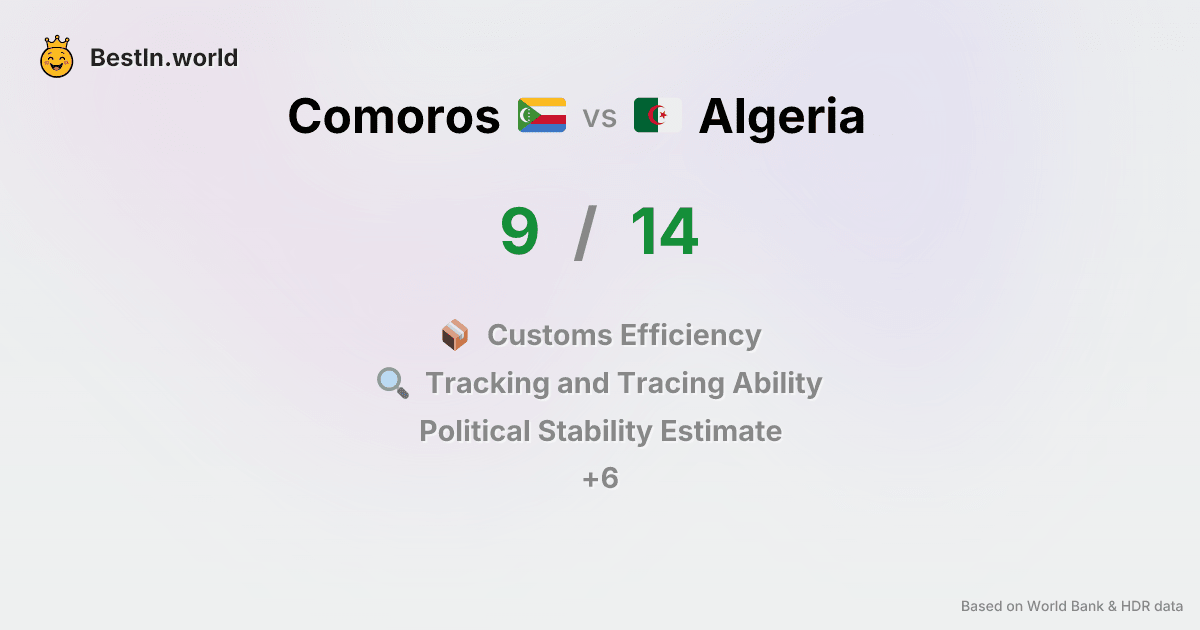 BestIn.world
Comoros vs Algeria
9 / 14
Customs Efficiency
Tracking and Tracing Ability
Political Stability Estimate
+6
Based on World Bank & HDR data